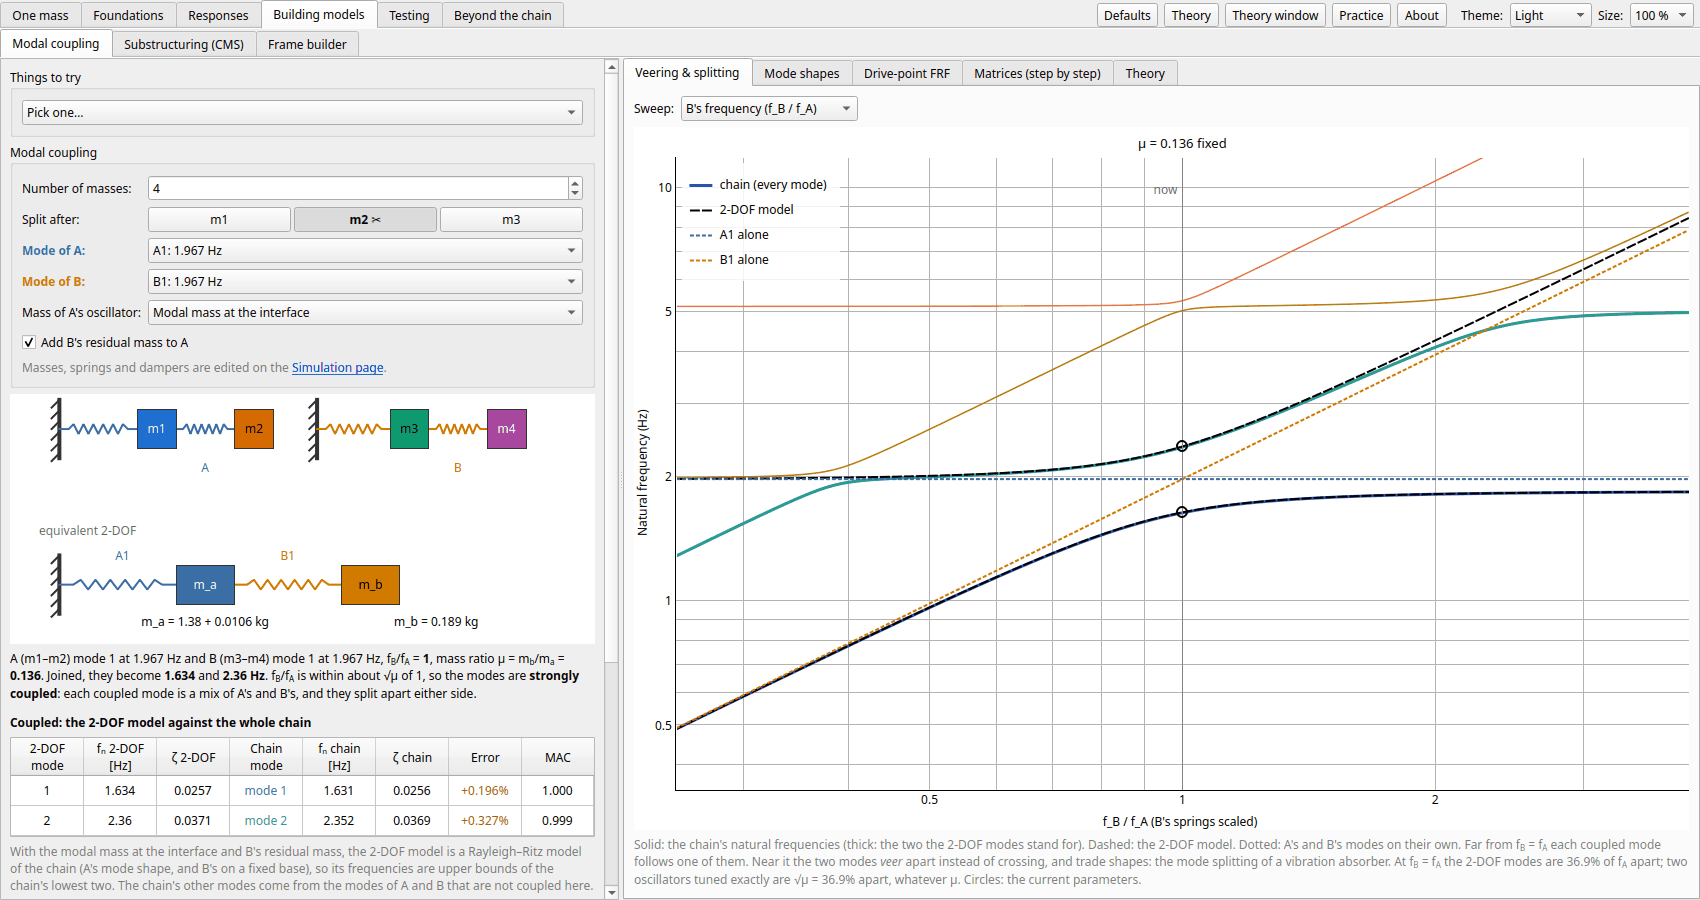 One mass Foundations Responses Building models Testing Beyond the chain Defaults Theory Theory window Practice About Theme: Light Size: 100 %
Modal coupling Substructuring (CMS) Frame builder
Things to try
Pick one...
Modal coupling
Number of masses: 4
Split after: m1 m2 ✂ m3
Mode of A: A1: 1.967 Hz
Mode of B: B1: 1.967 Hz
Mass of A's oscillator: Modal mass at the interface
Add B's residual mass to A
Masses, springs and dampers are edited on the Simulation page.
m1 m2 m3 m4
A B
equivalent 2-DOF
A1 B1
m_a m_b
m_a = 1.38 + 0.0106 kg m_b = 0.189 kg
A (m1–m2) mode 1 at 1.967 Hz and B (m3–m4) mode 1 at 1.967 Hz, f_B/f_A = 1, mass ratio μ = m_b/m_a =
0.136. Joined, they become 1.634 and 2.36 Hz. f_B/f_A is within about √μ of 1, so the modes are strongly
coupled: each coupled mode is a mix of A's and B's, and they split apart either side.
Coupled: the 2-DOF model against the whole chain
2-DOF mode fₙ 2-DOF [Hz] ζ 2-DOF Chain mode fₙ chain [Hz] ζ chain Error MAC
1 1.634 0.0257 mode 1 1.631 0.0256 +0.196% 1.000
2 2.36 0.0371 mode 2 2.352 0.0369 +0.327% 0.999
With the modal mass at the interface and B's residual mass, the 2-DOF model is a Rayleigh–Ritz model
of the chain (A's mode shape, and B's on a fixed base), so its frequencies are upper bounds of the
chain's lowest two. The chain's other modes come from the modes of A and B that are not coupled here.
Veering & splitting Mode shapes Drive-point FRF Matrices (step by step) Theory
Sweep: B's frequency (f_B / f_A)
μ = 0.136 fixed
now
chain (every mode)
2-DOF model
A1 alone
B1 alone
Natural frequency (Hz)
10
5
2
1
0.5
0.5 1 2
f_B / f_A (B's springs scaled)
Solid: the chain's natural frequencies (thick: the two the 2-DOF modes stand for). Dashed: the 2-DOF model. Dotted: A's and B's modes on their own. Far from f_B = f_A each coupled mode
follows one of them. Near it the two modes veer apart instead of crossing, and trade shapes: the mode splitting of a vibration absorber. At f_B = f_A the 2-DOF modes are 36.9% of f_A apart; two
oscillators tuned exactly are √μ = 36.9% apart, whatever μ. Circles: the current parameters.